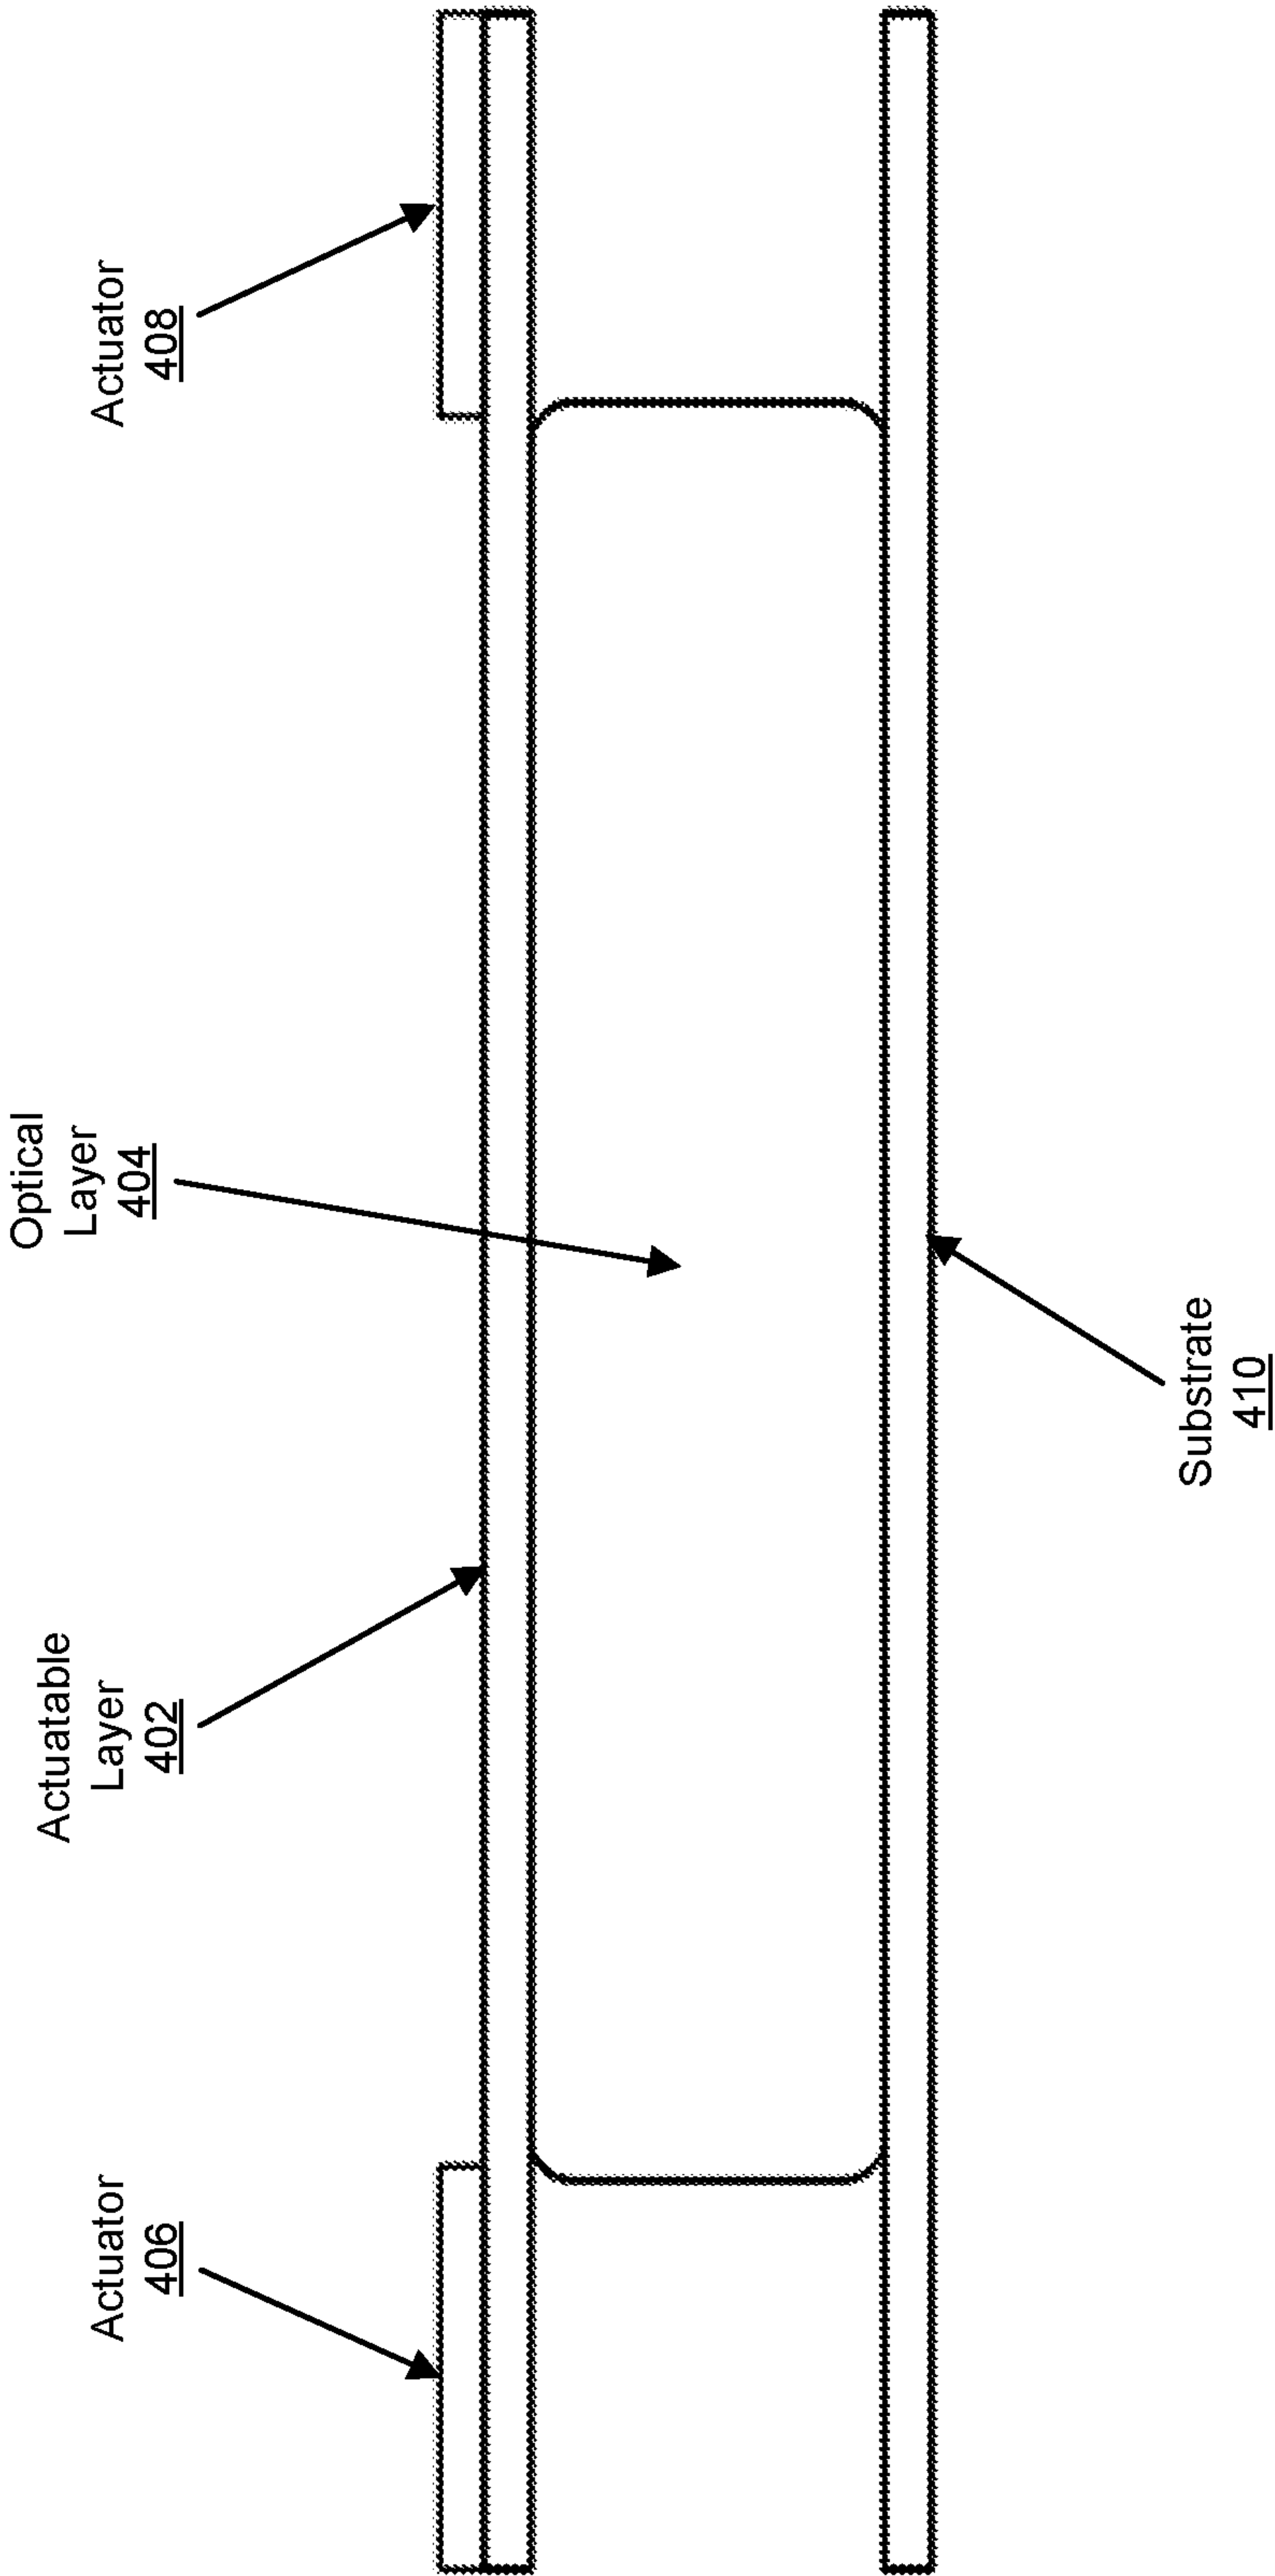 Actuator
406
Actuatable
Layer
402
Optical
Layer
404
Actuator
408
Substrate
410